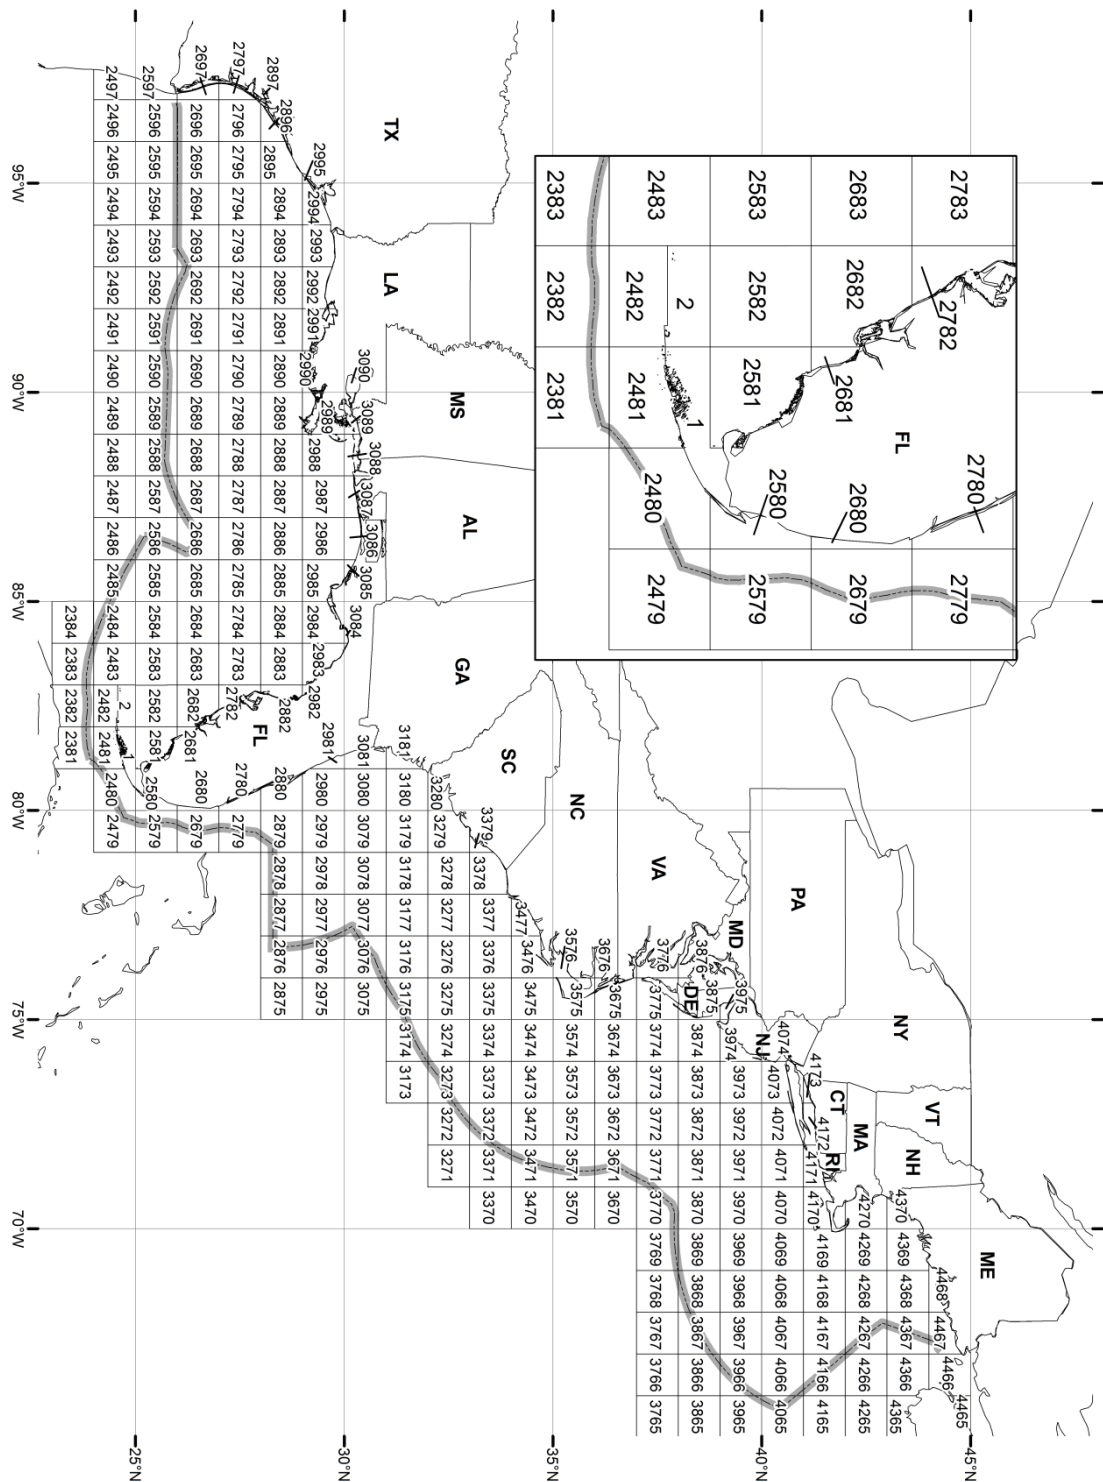 95°W
90°W
85°W
80°W
75°W
70°W
45°N
40°N
35°N
30°N
25°N
ME
VT
NH
NY
MA
CT
RI
PA
NJ
MD
DE
VA
NC
SC
GA
AL
MS
LA
TX
FL
4468 4467 4466 4465
4370 4369 4368 4367 4366 4365
4270 4269 4268 4267 4266 4265
4173 4172 4171 4170 4169 4168 4167 4166 4165
4074 4073 4072 4071 4070 4069 4068 4067 4066 4065
3975 3974 3973 3972 3971 3970 3969 3968 3967 3966 3965
3876 3875 3874 3873 3872 3871 3870 3869 3868 3867 3866 3865
3776 3775 3774 3773 3772 3771 3770 3769 3768 3767 3766 3765
3676 3675 3674 3673 3672 3671 3670
3576 3575 3574 3573 3572 3571 3570
3477 3476 3475 3474 3473 3472 3471 3470
3379 3378 3377 3376 3375 3374 3373 3372 3371 3370
3280 3279 3278 3277 3276 3275 3274 3273 3272 3271
3181 3180 3179 3178 3177 3176 3175 3174 3173
3090 3089 3088 3087 3086 3085 3084 3081 3080 3079 3078 3077 3076 3075
2995 2994 2993 2992 2991 2990 2989 2988 2987 2986 2985 2984 2983 2982 2981 2980 2979 2978 2977 2976 2975
2897 2896 2895 2894 2893 2892 2891 2890 2889 2888 2887 2886 2885 2884 2883 2882 2880 2879 2878 2877 2876 2875
2797 2796 2795 2794 2793 2792 2791 2790 2789 2788 2787 2786 2785 2784 2783 2782 2780 2779
2697 2696 2695 2694 2693 2692 2691 2690 2689 2688 2687 2686 2685 2684 2683 2682 2681 2680 2679
2597 2596 2595 2594 2593 2592 2591 2590 2589 2588 2587 2586 2585 2584 2583 2582 2581 2580 2579
2 1
2497 2496 2495 2494 2493 2492 2491 2490 2489 2488 2487 2486 2485 2484 2483 2482 2481 2480 2479
2384 2383 2382 2381
2783 2782 2780 2779
FL
2683 2682 2681 2680 2679
2583 2582 2581 2580 2579
2 1
2483 2482 2481 2480 2479
2383 2382 2381